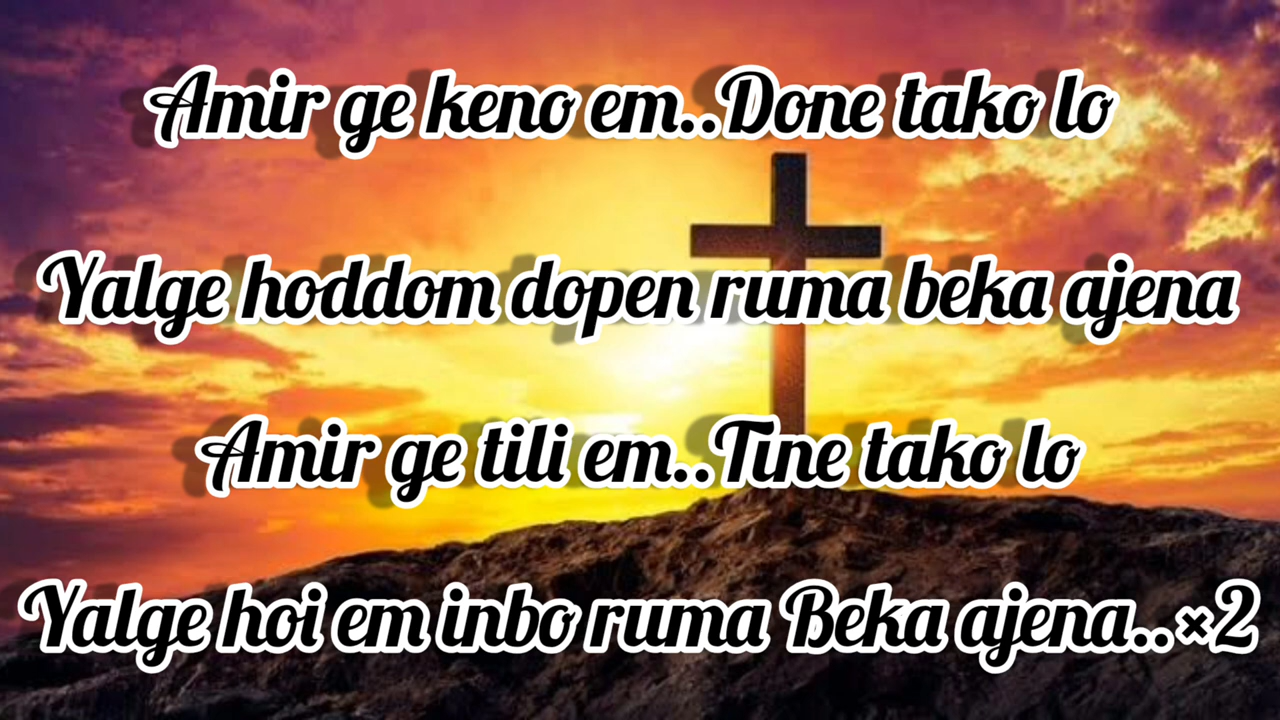 Amir ge keno em..Done tako lo
Yalge hoddom dopen ruma beka ajena
Amir ge tili em..Tine tako lo
Yalge hoi em inbo ruma Beka ajena..×2